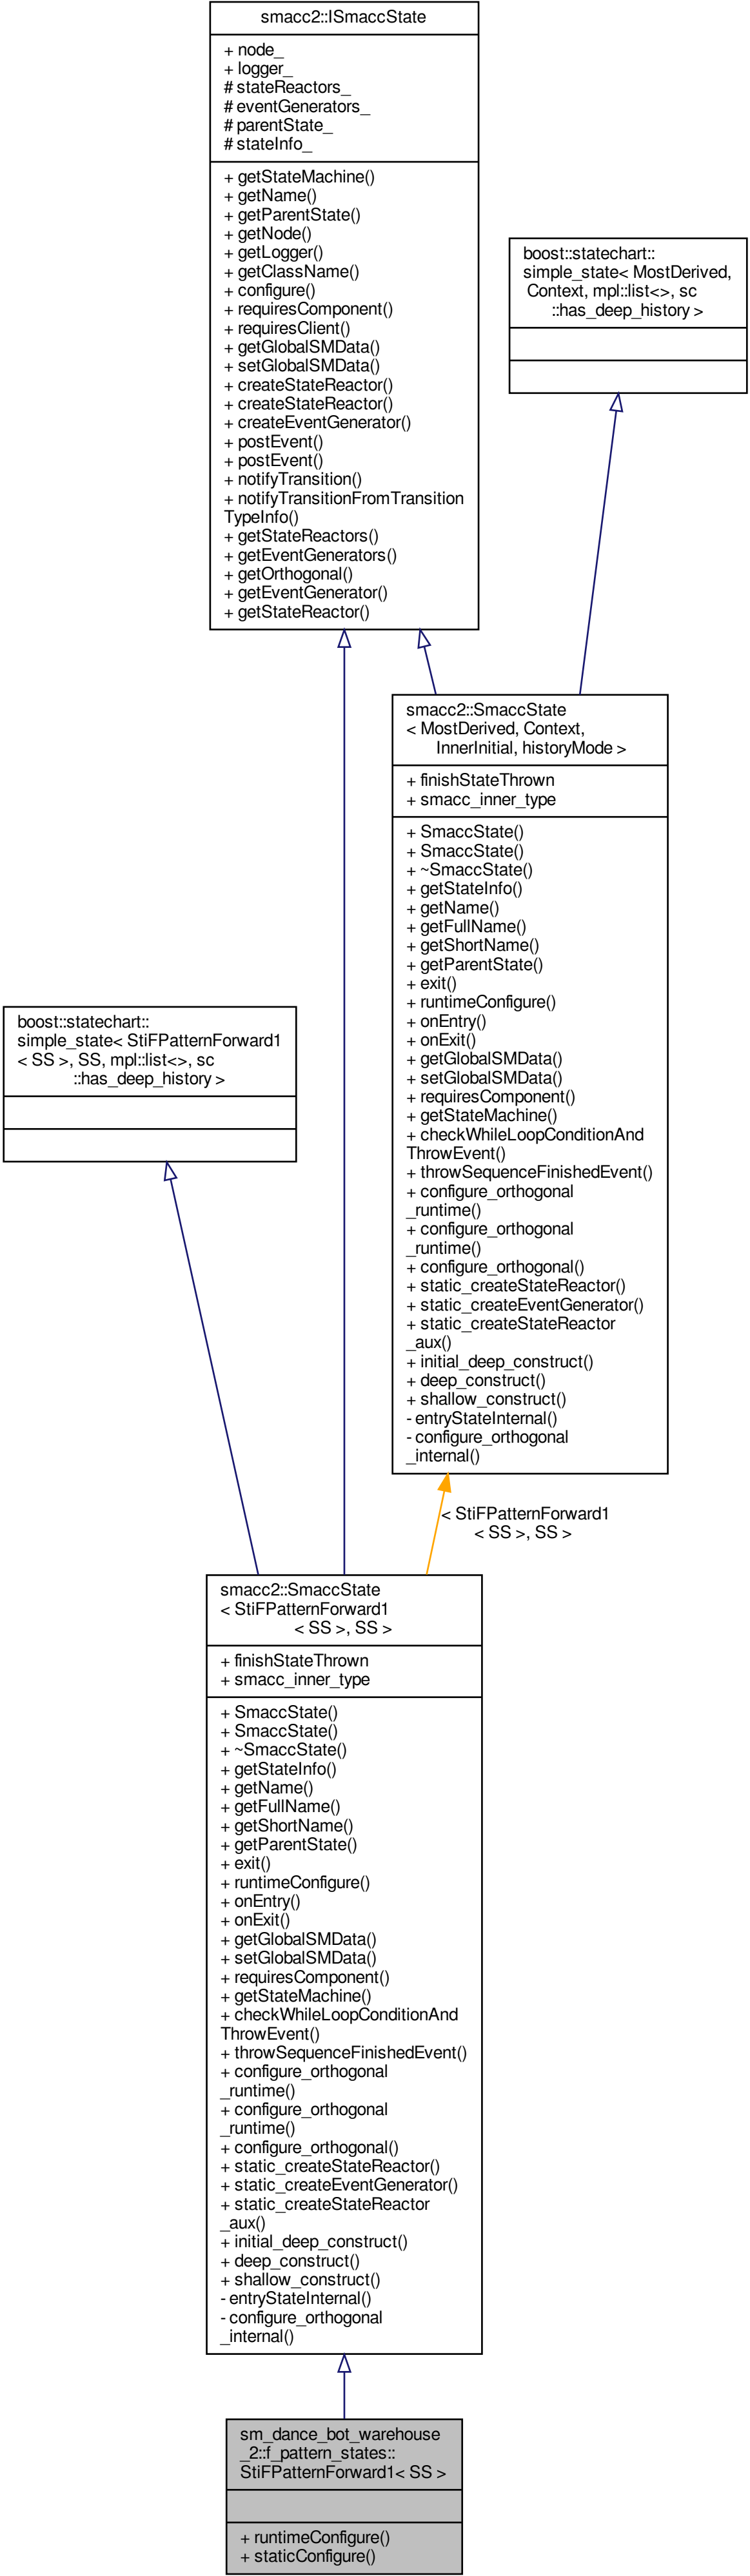 smacc2::ISmaccState
+ node_
+ logger_
# stateReactors_
# eventGenerators_
# parentState_
# stateInfo_
+ getStateMachine()
+ getName()
+ getParentState()
+ getNode()
+ getLogger()
+ getClassName()
+ configure()
+ requiresComponent()
+ requiresClient()
+ getGlobalSMData()
+ setGlobalSMData()
+ createStateReactor()
+ createStateReactor()
+ createEventGenerator()
+ postEvent()
+ postEvent()
+ notifyTransition()
+ notifyTransitionFromTransition
TypeInfo()
+ getStateReactors()
+ getEventGenerators()
+ getOrthogonal()
+ getEventGenerator()
+ getStateReactor()
boost::statechart::
simple_state< MostDerived,
Context, mpl::list<>, sc
::has_deep_history >
smacc2::SmaccState
< MostDerived, Context,
InnerInitial, historyMode >
+ finishStateThrown
+ smacc_inner_type
+ SmaccState()
+ SmaccState()
+ ~SmaccState()
+ getStateInfo()
+ getName()
+ getFullName()
+ getShortName()
+ getParentState()
+ exit()
+ runtimeConfigure()
+ onEntry()
+ onExit()
+ getGlobalSMData()
+ setGlobalSMData()
+ requiresComponent()
+ getStateMachine()
+ checkWhileLoopConditionAnd
ThrowEvent()
+ throwSequenceFinishedEvent()
+ configure_orthogonal
_runtime()
+ configure_orthogonal
_runtime()
+ configure_orthogonal()
+ static_createStateReactor()
+ static_createEventGenerator()
+ static_createStateReactor
_aux()
+ initial_deep_construct()
+ deep_construct()
+ shallow_construct()
- entryStateInternal()
- configure_orthogonal
_internal()
boost::statechart::
simple_state< StiFPatternForward1
< SS >, SS, mpl::list<>, sc
::has_deep_history >
< StiFPatternForward1
< SS >, SS >
smacc2::SmaccState
< StiFPatternForward1
< SS >, SS >
+ finishStateThrown
+ smacc_inner_type
+ SmaccState()
+ SmaccState()
+ ~SmaccState()
+ getStateInfo()
+ getName()
+ getFullName()
+ getShortName()
+ getParentState()
+ exit()
+ runtimeConfigure()
+ onEntry()
+ onExit()
+ getGlobalSMData()
+ setGlobalSMData()
+ requiresComponent()
+ getStateMachine()
+ checkWhileLoopConditionAnd
ThrowEvent()
+ throwSequenceFinishedEvent()
+ configure_orthogonal
_runtime()
+ configure_orthogonal
_runtime()
+ configure_orthogonal()
+ static_createStateReactor()
+ static_createEventGenerator()
+ static_createStateReactor
_aux()
+ initial_deep_construct()
+ deep_construct()
+ shallow_construct()
- entryStateInternal()
- configure_orthogonal
_internal()
sm_dance_bot_warehouse
_2::f_pattern_states::
StiFPatternForward1< SS >
+ runtimeConfigure()
+ staticConfigure()